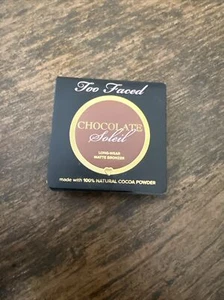 Too Faced
CHOCOLATE
Soleil
LONG-WEAR
MATTE BRONZER
made with 100% NATURAL COCOA POWDER